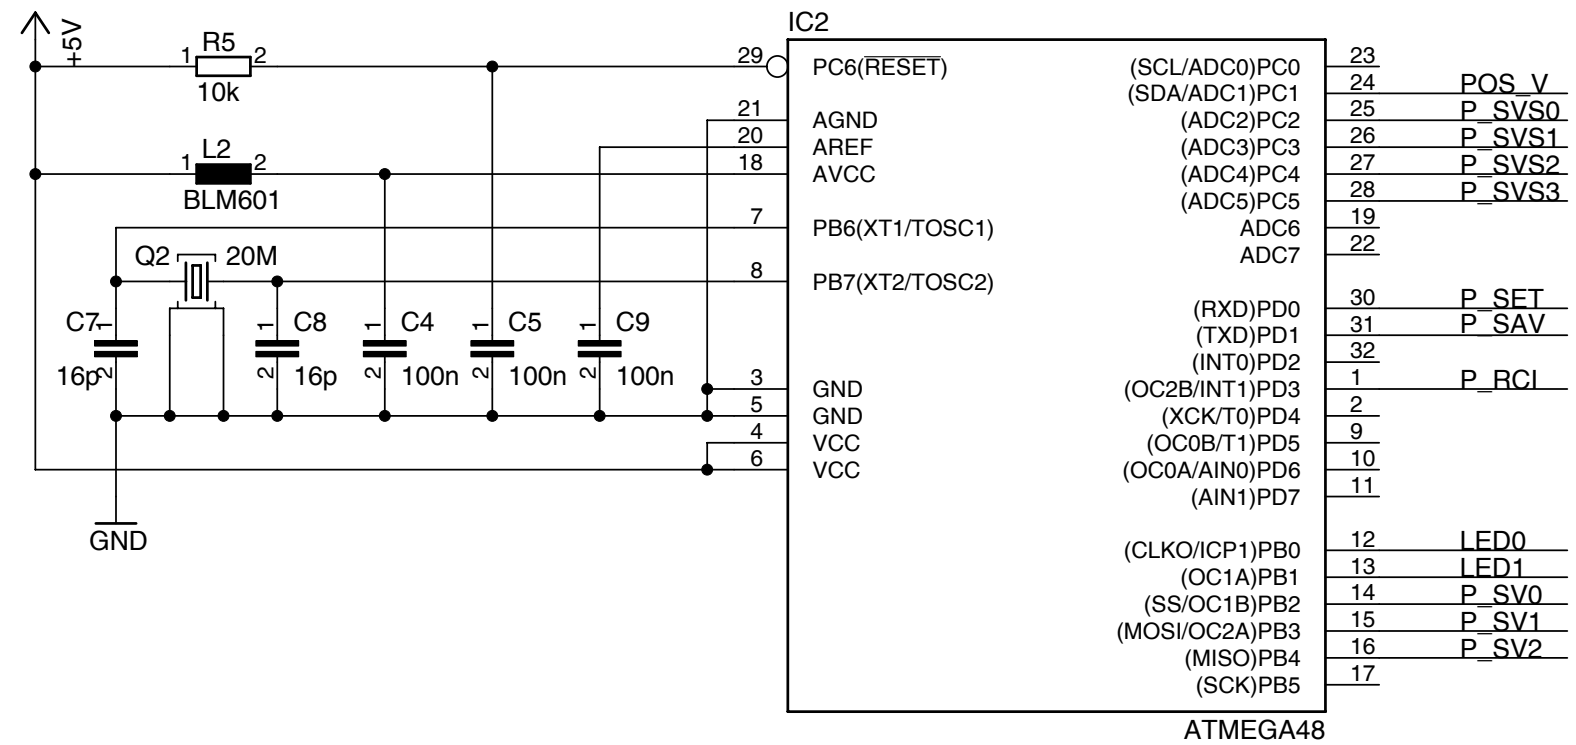 IC2
+5V
1 R5 2
10k
29 PC6(RESET)
21 AGND
20 AREF
1 L2 2
BLM601
18 AVCC
7 PB6(XT1/TOSC1)
Q2 20M
8 PB7(XT2/TOSC2)
C7 1
16p 2
1 C8
2 16p
1 C4
2 100n
1 C5
2 100n
1 C9
2 100n
3 GND
5 GND
4 VCC
6 VCC
GND
(SCL/ADC0)PC0 23
(SDA/ADC1)PC1 24 POS_V
(ADC2)PC2 25 P_SVS0
(ADC3)PC3 26 P_SVS1
(ADC4)PC4 27 P_SVS2
(ADC5)PC5 28 P_SVS3
ADC6 19
ADC7 22
(RXD)PD0 30 P_SET
(TXD)PD1 31 P_SAV
(INT0)PD2 32
(OC2B/INT1)PD3 1 P_RCI
(XCK/T0)PD4 2
(OC0B/T1)PD5 9
(OC0A/AIN0)PD6 10
(AIN1)PD7 11
(CLKO/ICP1)PB0 12 LED0
(OC1A)PB1 13 LED1
(SS/OC1B)PB2 14 P_SV0
(MOSI/OC2A)PB3 15 P_SV1
(MISO)PB4 16 P_SV2
(SCK)PB5 17
ATMEGA48